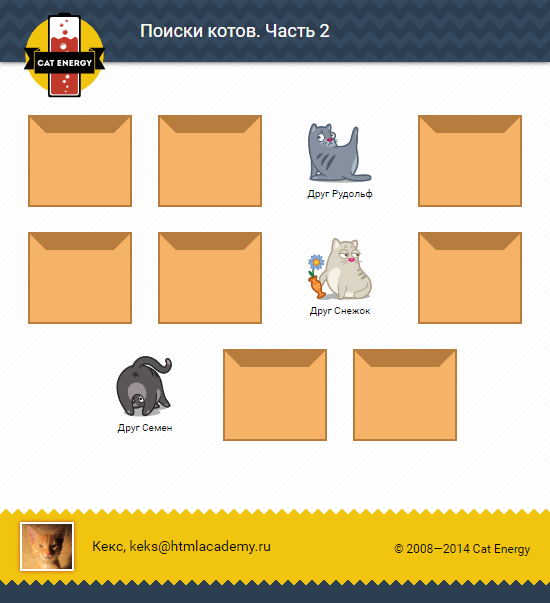 Поиски котов. Часть 2
CAT ENERGY
Друг Рудольф
Друг Снежок
Друг Семен
Кекс, keks@htmlacademy.ru
© 2008—2014 Cat Energy